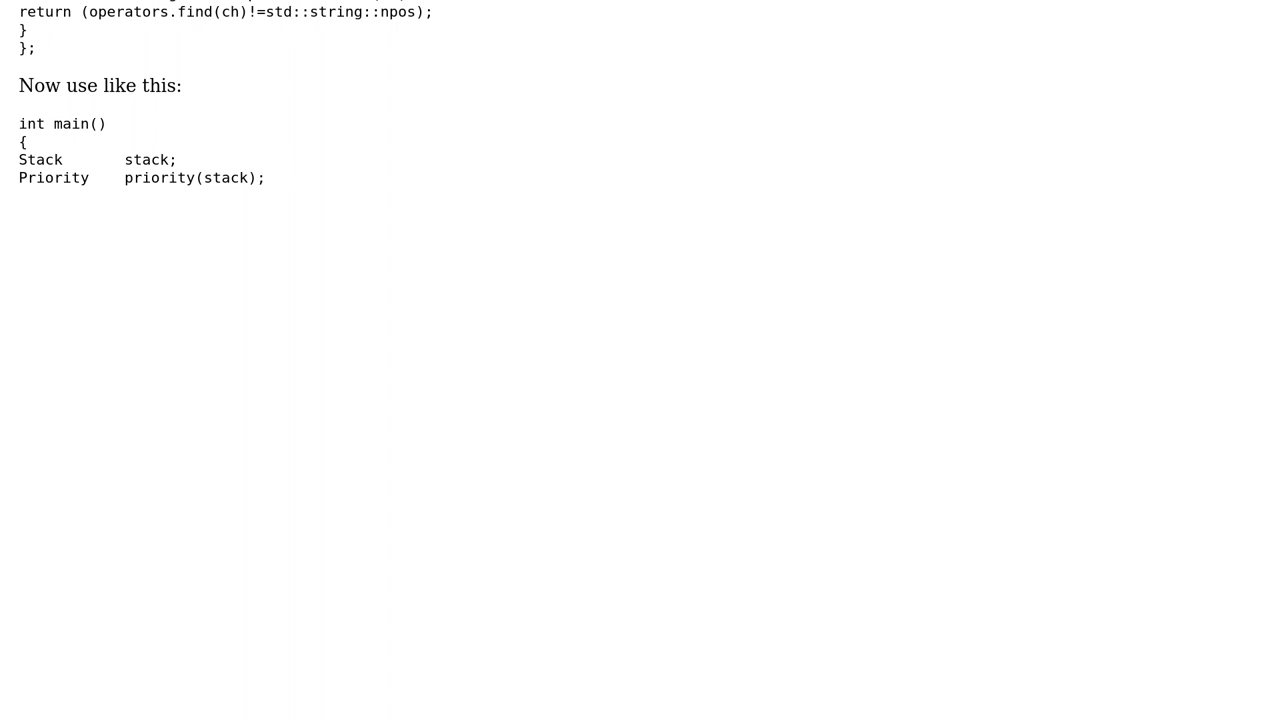 return (operators.find(ch)!=std::string::npos);
}
};
Now use like this:
int main()
{
Stack       stack;
Priority    priority(stack);